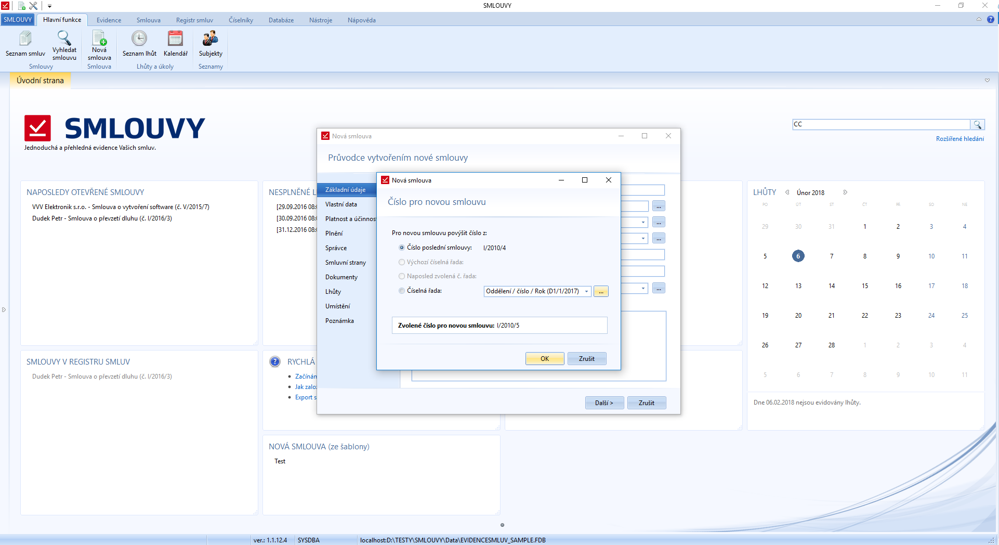 SMLOUVY
SMLOUVY
Hlavní funkce
Evidence
Smlouva
Registr smluv
Číselníky
Databáze
Nástroje
Nápověda
Seznam smluv
Vyhledat
smlouvu
Nová
smlouva
Seznam lhůt
Kalendář
Subjekty
Smlouvy
Smlouva
Lhůty a úkoly
Seznamy
Úvodní strana
SMLOUVY
Jednoduchá a přehledná evidence Vašich smluv.
CC
Rozšířené hledání
NAPOSLEDY OTEVŘENÉ SMLOUVY
VVV Elektronik s.r.o. - Smlouva o vytvoření software (č. V/2015/7)
Dudek Petr - Smlouva o převzetí dluhu (č. I/2016/3)
NESPLNĚNÉ L
[29.09.2016 08:0
[30.09.2016 08:0
[31.12.2016 08:0
SMLOUVY V REGISTRU SMLUV
Dudek Petr - Smlouva o převzetí dluhu (č. I/2016/3)
? RYCHLÁ
• Začínám
• Jak založ
• Export s
NOVÁ SMLOUVA (ze šablony)
Test
Nová smlouva
Průvodce vytvořením nové smlouvy
Základní údaje
Vlastní data
Platnost a účinnos
Plnění
Správce
Smluvní strany
Dokumenty
Lhůty
Umístění
Poznámka
...
...
...
...
Další >
Zrušit
Nová smlouva
Číslo pro novou smlouvu
Pro novou smlouvu povýšit číslo z:
Číslo poslední smlouvy: I/2010/4
Výchozí číselná řada:
Naposled zvolená č. řada:
Číselná řada: Oddělení / číslo / Rok (D1/1/2017) ...
Zvolené číslo pro novou smlouvu: I/2010/5
OK
Zrušit
LHŮTY
Únor 2018
PO ÚT ST ČT PÁ SO NE
29 30 31 1 2 3 4
5 6 7 8 9 10 11
12 13 14 15 16 17 18
19 20 21 22 23 24 25
26 27 28 1 2 3 4
5 6 7 8 9 10 11
Dne 06.02.2018 nejsou evidovány lhůty.
ver.: 1.1.12.4
SYSDBA
localhost:D:\TESTY\SMLOUVY\Data\EVIDENCESMLUV_SAMPLE.FDB